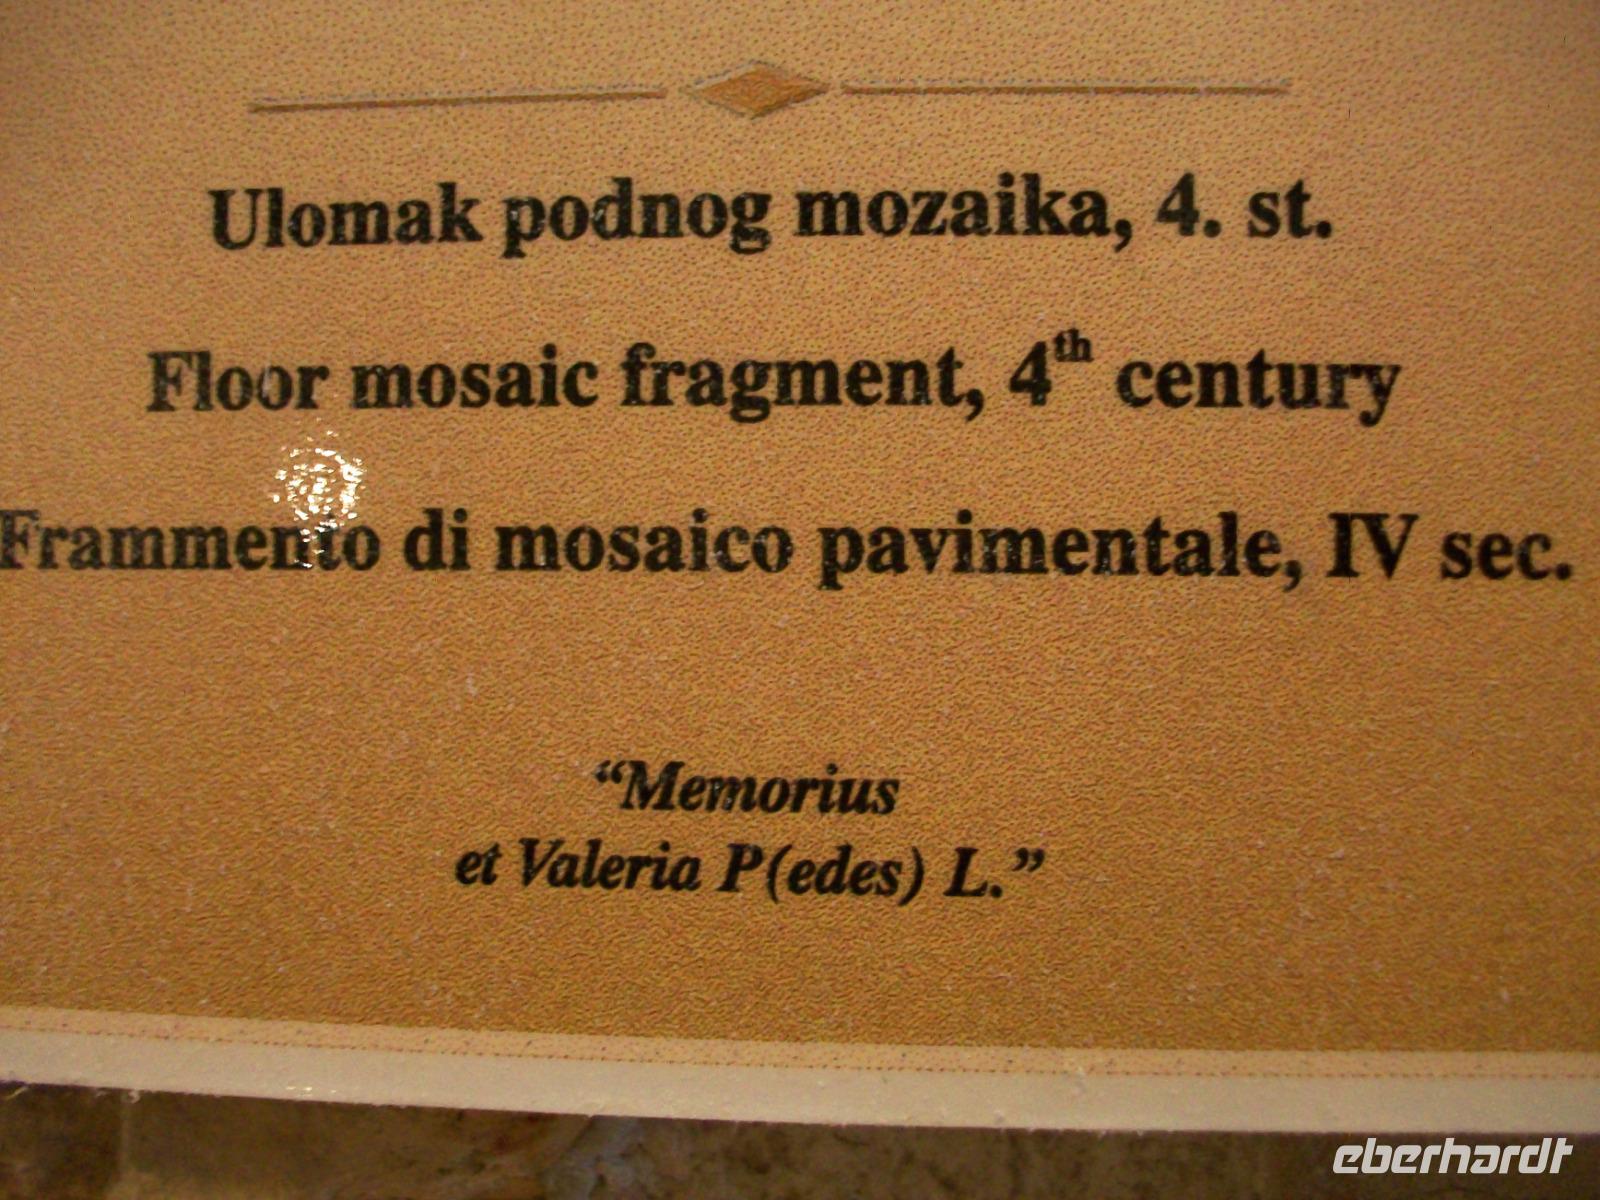 Ulomak podnog mozaika, 4. st.
Floor mosaic fragment, 4th century
Frammento di mosaico pavimentale, IV sec.
“Memorius
et Valeria P(edes) L.”
eberhardt